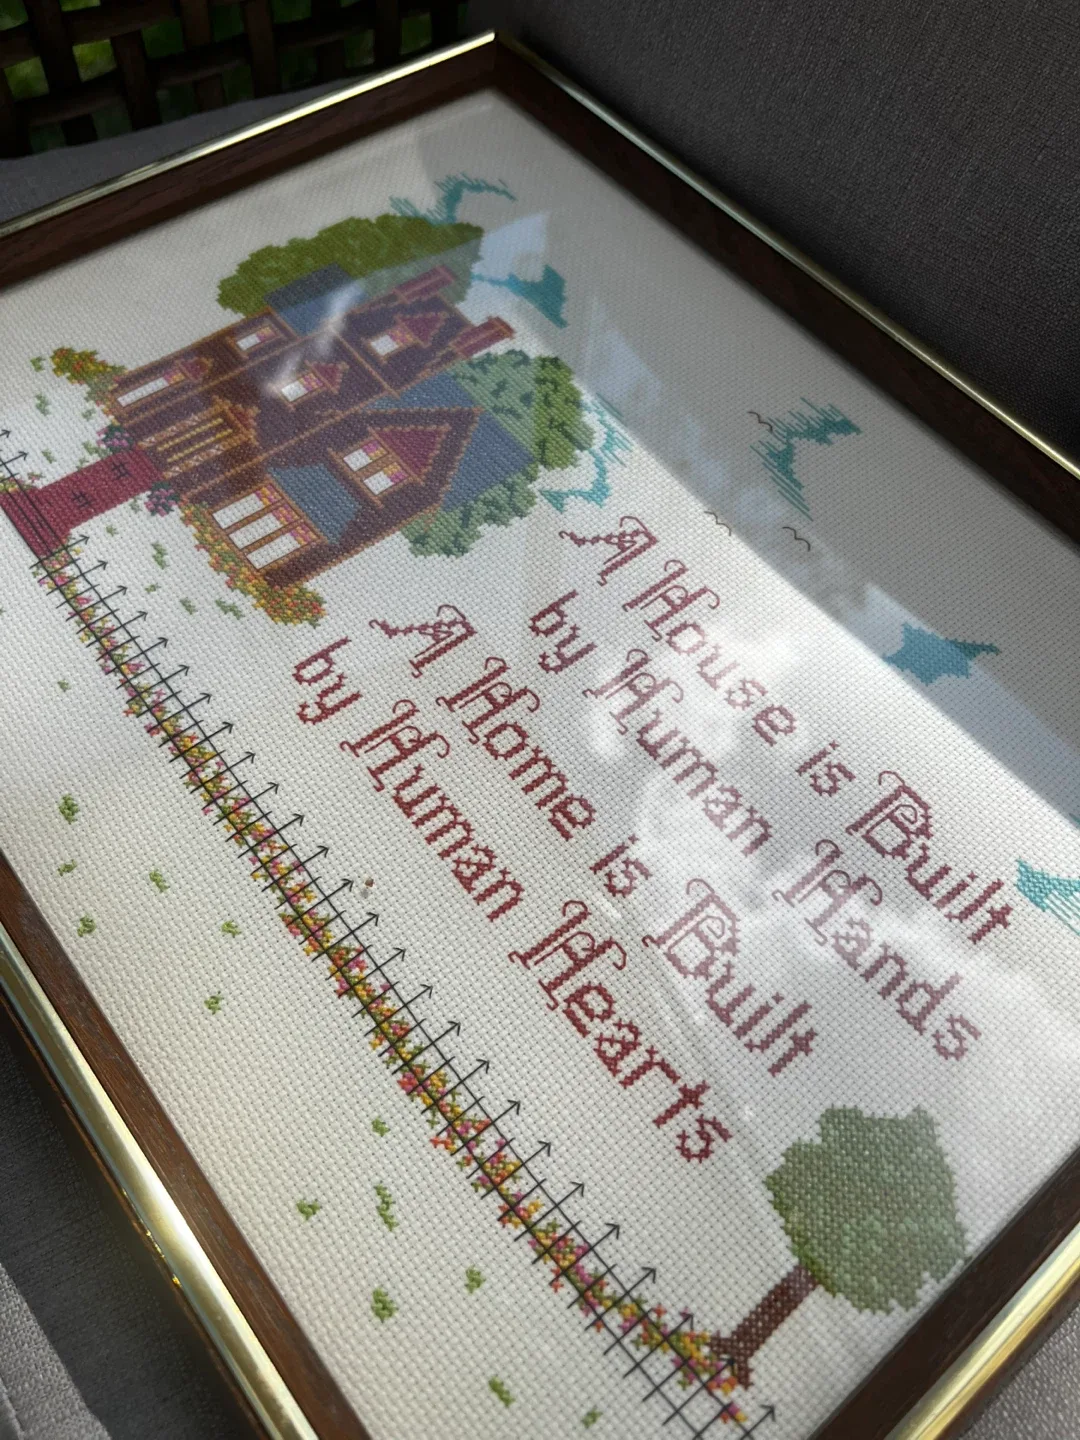 A House is Built
by Human Hands
A Home is Built
by Human Hearts